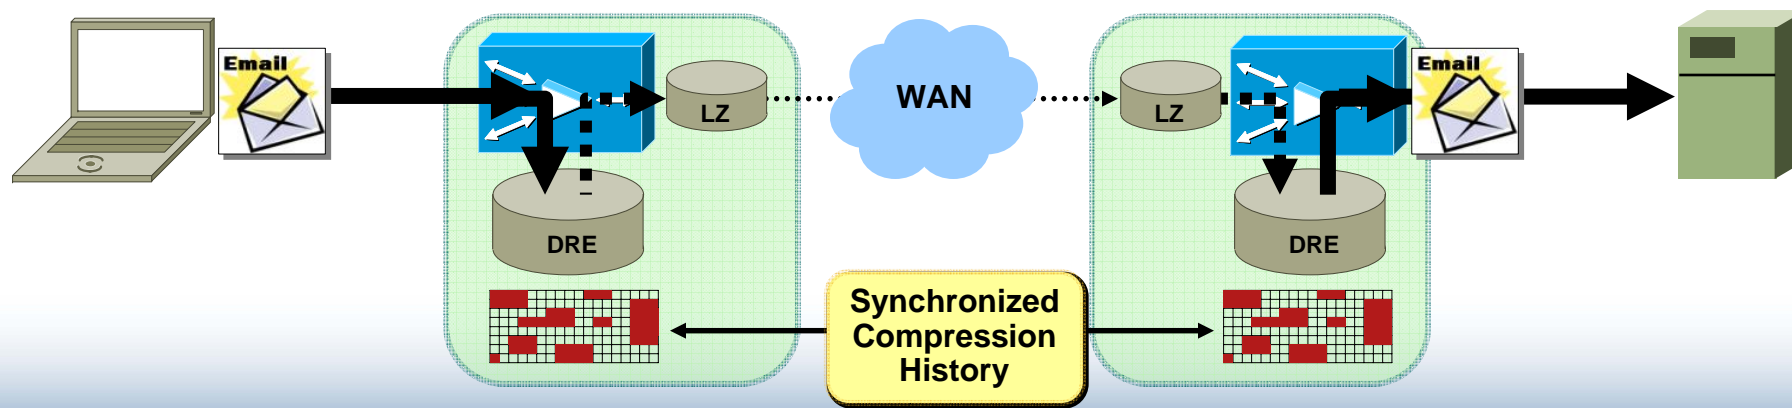 Email
LZ
WAN
LZ
Email
DRE
DRE
Synchronized
Compression
History